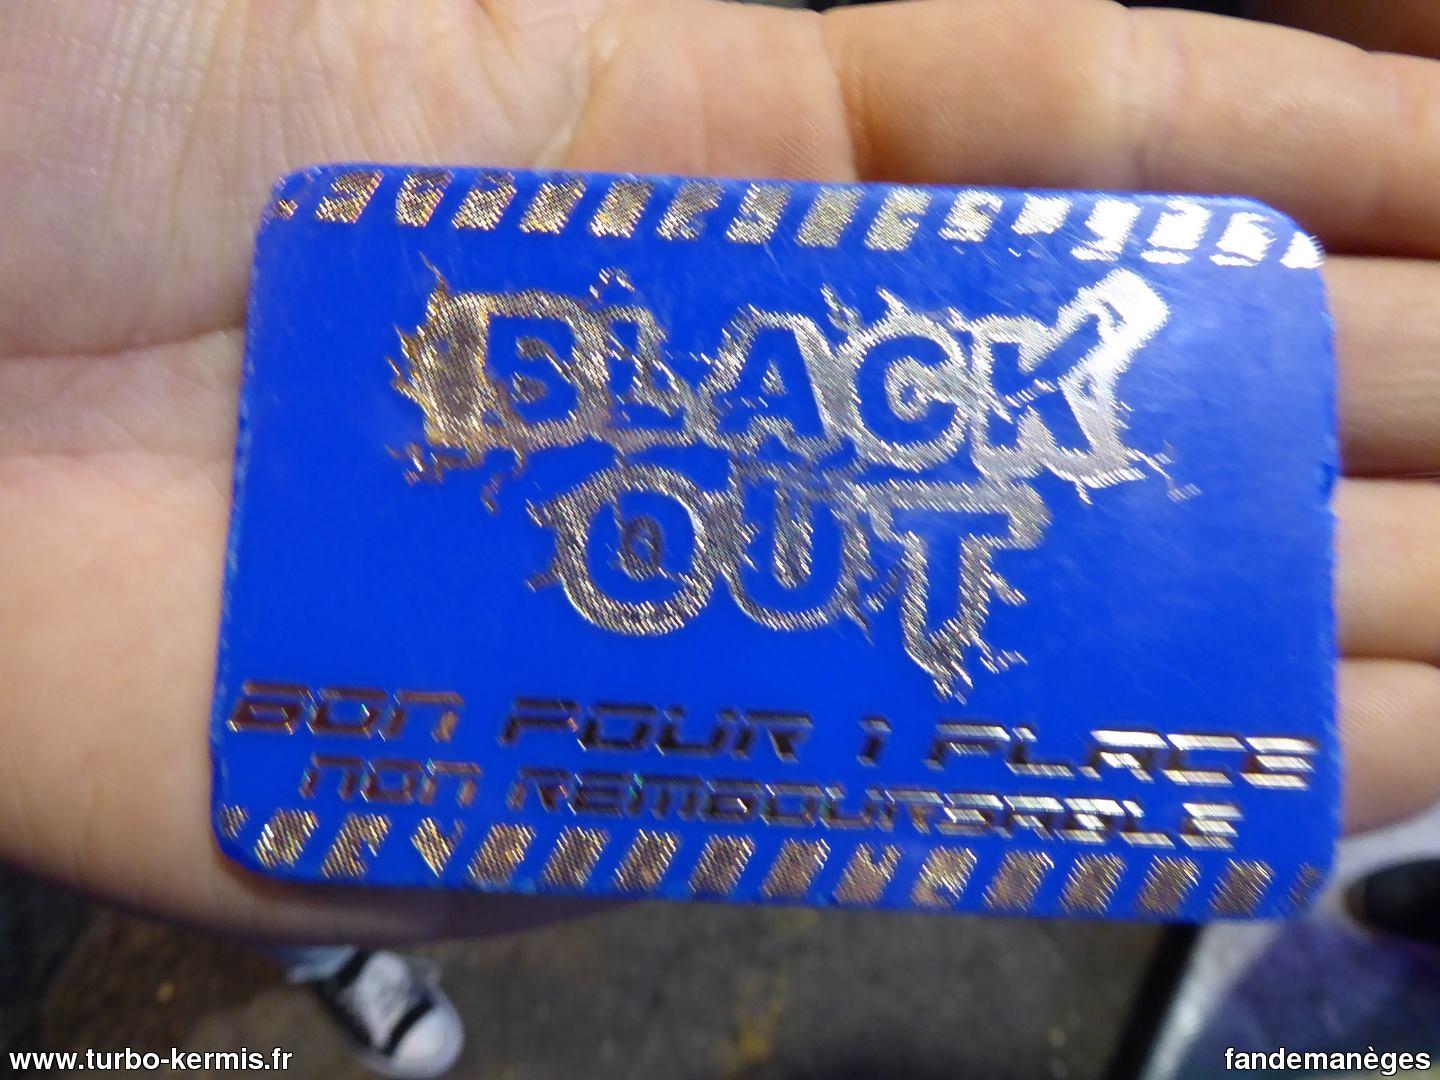 BLACK
OUT
BON POUR 1 PLACE
NON REMBOURSABLE
www.turbo-kermis.fr
fandemanèges